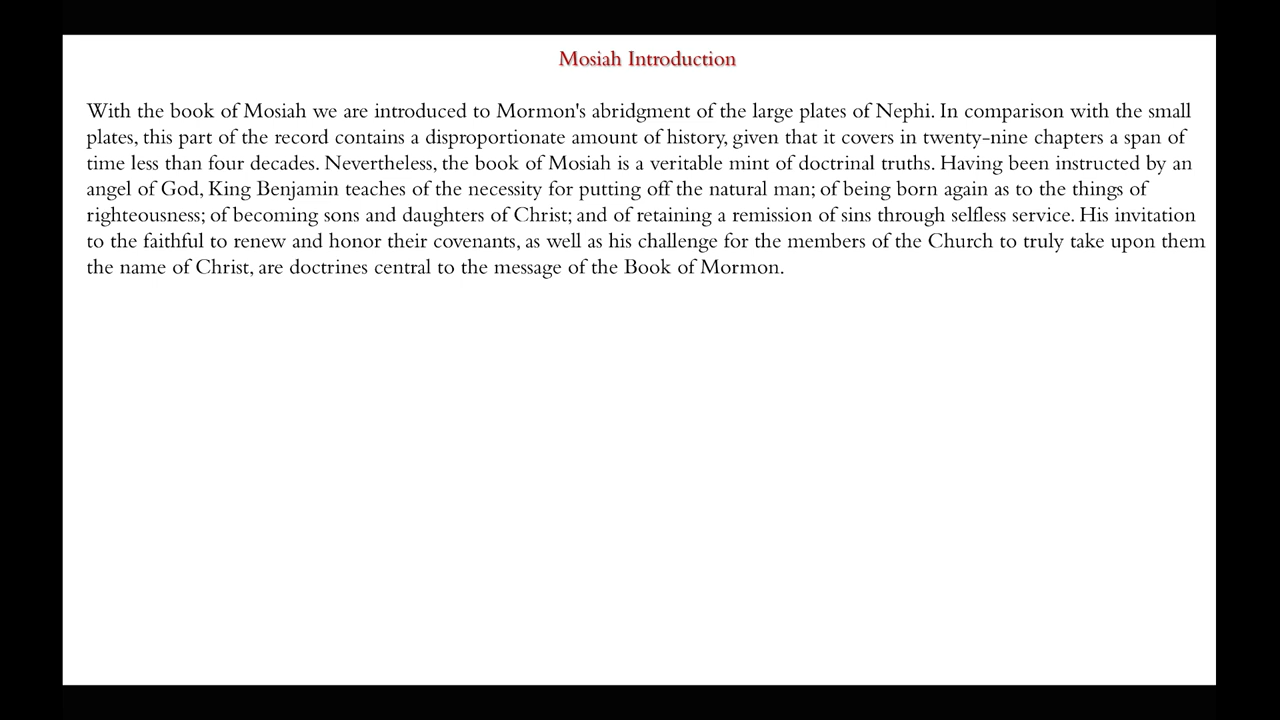 Mosiah Introduction
With the book of Mosiah we are introduced to Mormon's abridgment of the large plates of Nephi. In comparison with the small
plates, this part of the record contains a disproportionate amount of history, given that it covers in twenty-nine chapters a span of
time less than four decades. Nevertheless, the book of Mosiah is a veritable mint of doctrinal truths. Having been instructed by an
angel of God, King Benjamin teaches of the necessity for putting off the natural man; of being born again as to the things of
righteousness; of becoming sons and daughters of Christ; and of retaining a remission of sins through selfless service. His invitation
to the faithful to renew and honor their covenants, as well as his challenge for the members of the Church to truly take upon them
the name of Christ, are doctrines central to the message of the Book of Mormon.